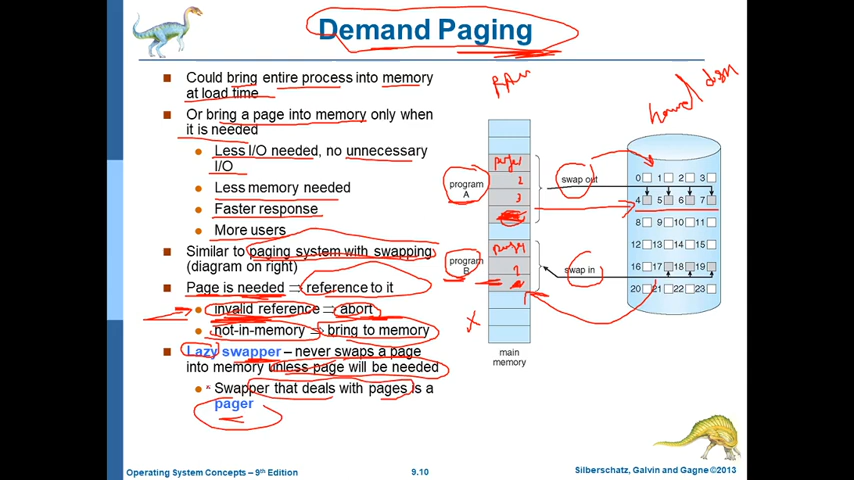 Demand Paging
Could bring entire process into memory
at load time
Or bring a page into memory only when
it is needed
Less I/O needed, no unnecessary
I/O
Less memory needed
Faster response
More users
Similar to paging system with swapping
(diagram on right)
Page is needed ⇒ reference to it
invalid reference ⇒ abort
not-in-memory ⇒ bring to memory
Lazy swapper – never swaps a page
into memory unless page will be needed
Swapper that deals with pages is a
pager
RAM
program
A
2
3
program
B
main
memory
swap out
swap in
0 1 2 3
4 5 6 7
8 9 10 11
12 13 14 15
16 17 18 19
20 21 22 23
Operating System Concepts – 9th Edition
9.10
Silberschatz, Galvin and Gagne ©2013